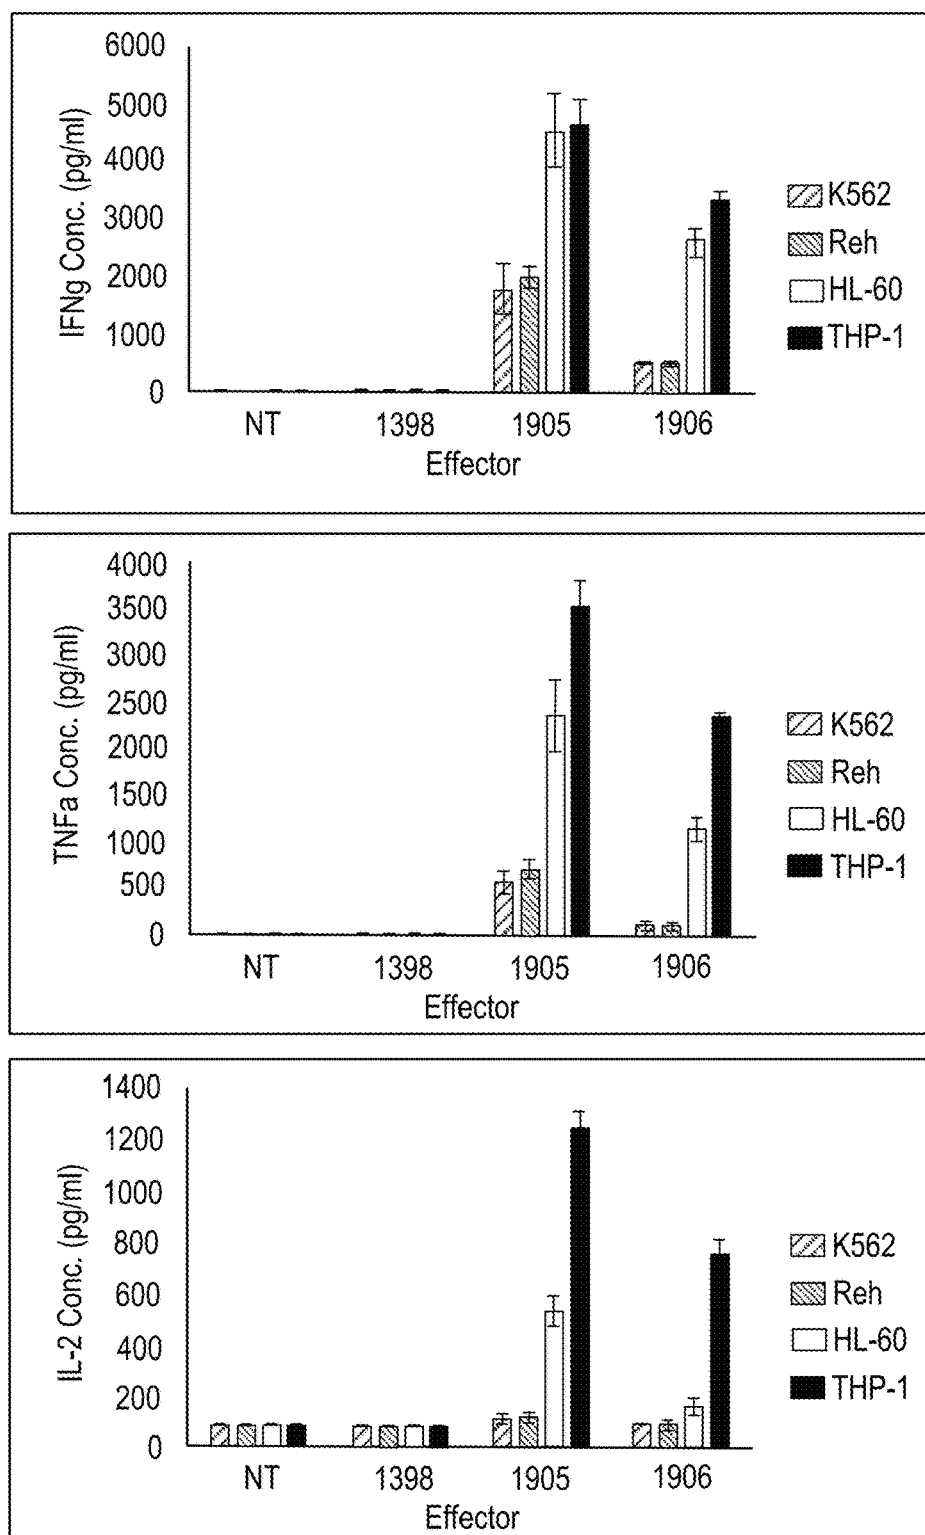 IFNg Conc. (pg/ml)
6000
5000
4000
3000
2000
1000
0
NT 1398 1905 1906
Effector
K562
Reh
HL-60
THP-1
TNFa Conc. (pg/ml)
4000
3500
3000
2500
2000
1500
1000
500
0
NT 1398 1905 1906
Effector
K562
Reh
HL-60
THP-1
IL-2 Conc. (pg/ml)
1400
1200
1000
800
600
400
200
0
NT 1398 1905 1906
Effector
K562
Reh
HL-60
THP-1